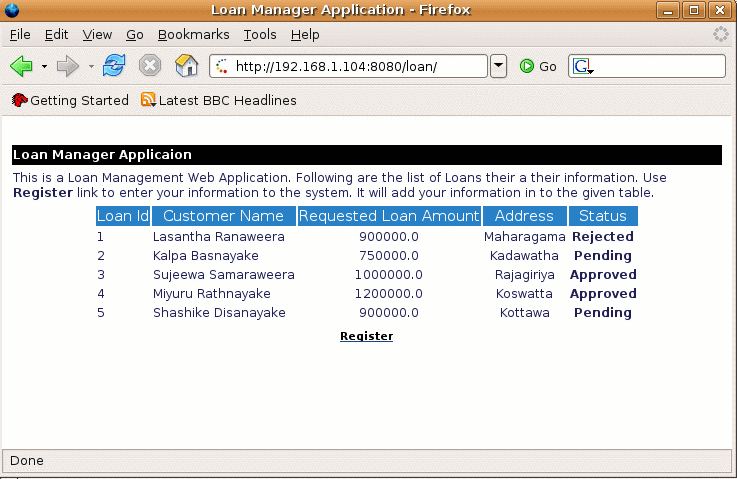 Loan Manager Application - Firefox
File Edit View Go Bookmarks Tools Help
http://192.168.1.104:8080/loan/ Go G
Getting Started Latest BBC Headlines
Loan Manager Applicaion
This is a Loan Management Web Application. Following are the list of Loans their a their information. Use
Register link to enter your information to the system. It will add your information in to the given table.
Loan Id Customer Name Requested Loan Amount Address Status
1 Lasantha Ranaweera 900000.0 Maharagama Rejected
2 Kalpa Basnayake 750000.0 Kadawatha Pending
3 Sujeewa Samaraweera 1000000.0 Rajagiriya Approved
4 Miyuru Rathnayake 1200000.0 Koswatta Approved
5 Shashike Disanayake 900000.0 Kottawa Pending
Register
Done